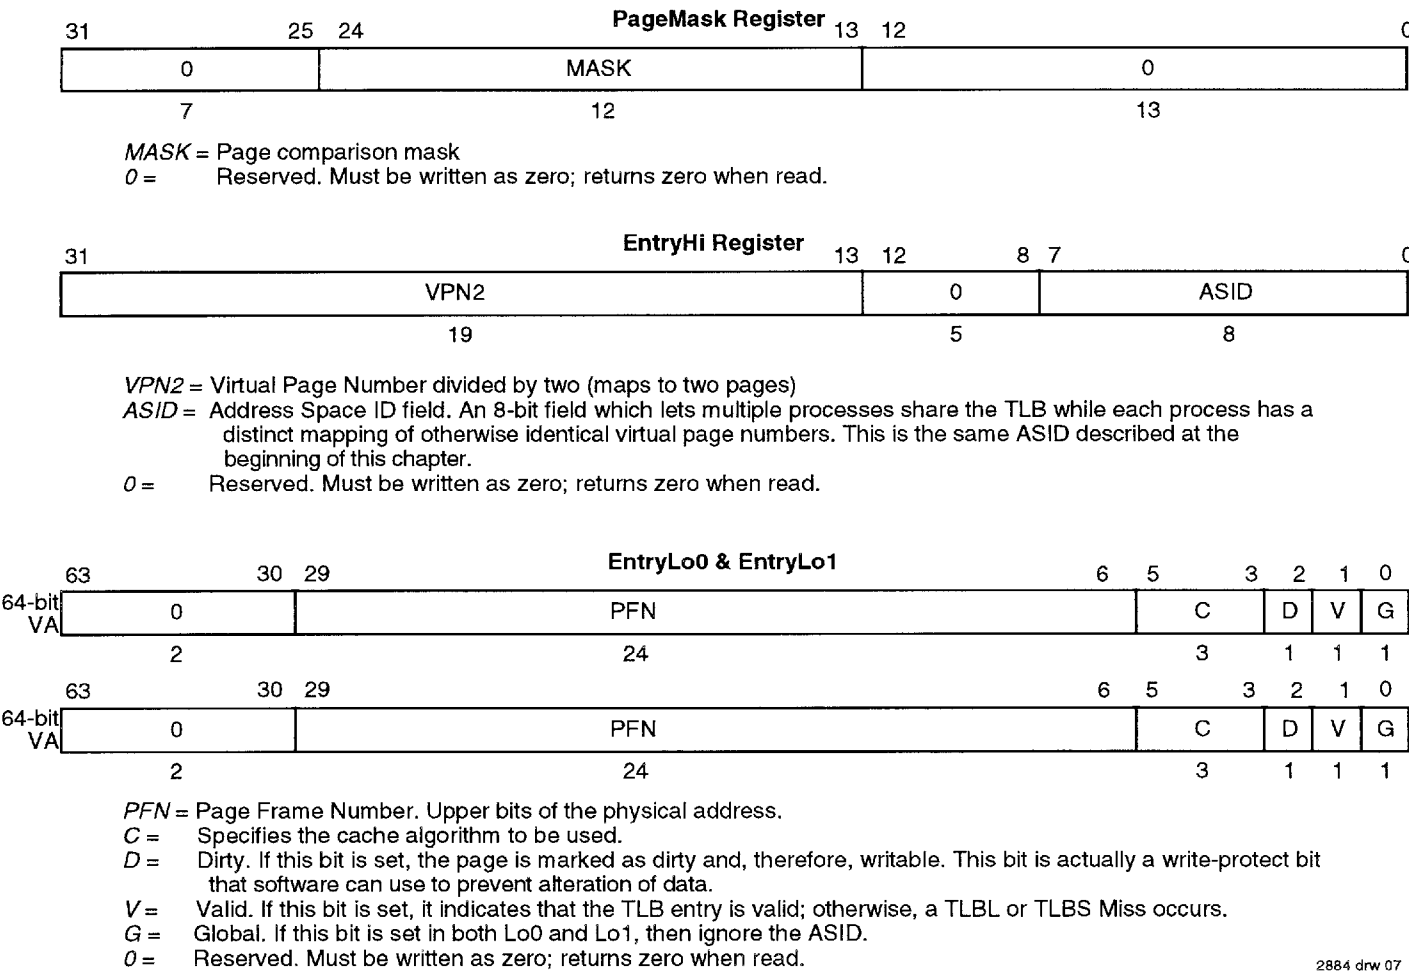 PageMask Register
31 25 24 13 12 0
0 MASK 0
7 12 13
MASK = Page comparison mask
0 = Reserved. Must be written as zero; returns zero when read.
EntryHi Register
31 13 12 8 7 0
VPN2 0 ASID
19 5 8
VPN2 = Virtual Page Number divided by two (maps to two pages)
ASID = Address Space ID field. An 8-bit field which lets multiple processes share the TLB while each process has a
distinct mapping of otherwise identical virtual page numbers. This is the same ASID described at the
beginning of this chapter.
0 = Reserved. Must be written as zero; returns zero when read.
EntryLo0 & EntryLo1
63 30 29 6 5 3 2 1 0
64-bit VA 0 PFN C D V G
2 24 3 1 1 1
63 30 29 6 5 3 2 1 0
64-bit VA 0 PFN C D V G
2 24 3 1 1 1
PFN = Page Frame Number. Upper bits of the physical address.
C = Specifies the cache algorithm to be used.
D = Dirty. If this bit is set, the page is marked as dirty and, therefore, writable. This bit is actually a write-protect bit
that software can use to prevent alteration of data.
V = Valid. If this bit is set, it indicates that the TLB entry is valid; otherwise, a TLBL or TLBS Miss occurs.
G = Global. If this bit is set in both Lo0 and Lo1, then ignore the ASID.
0 = Reserved. Must be written as zero; returns zero when read.
2884 drw 07